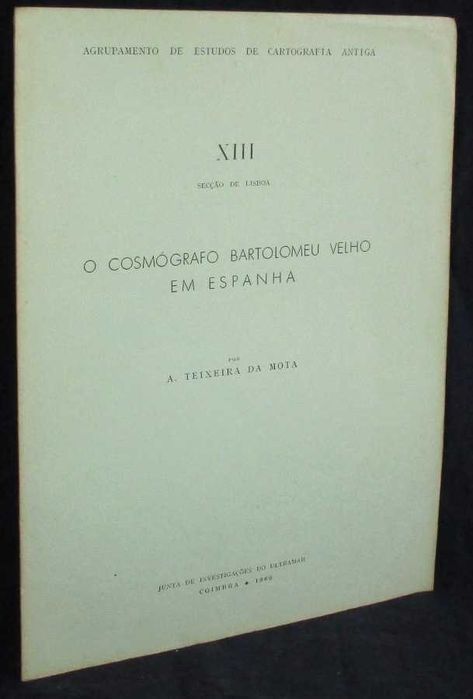 AGRUPAMENTO DE ESTUDOS DE CARTOGRAFIA ANTIGA
XIII
SECÇÃO DE LISBOA
O COSMÓGRAFO BARTOLOMEU VELHO
EM ESPANHA
POR
A. TEIXEIRA DA MOTA
JUNTA DE INVESTIGAÇÕES DO ULTRAMAR
COIMBRA • 1966